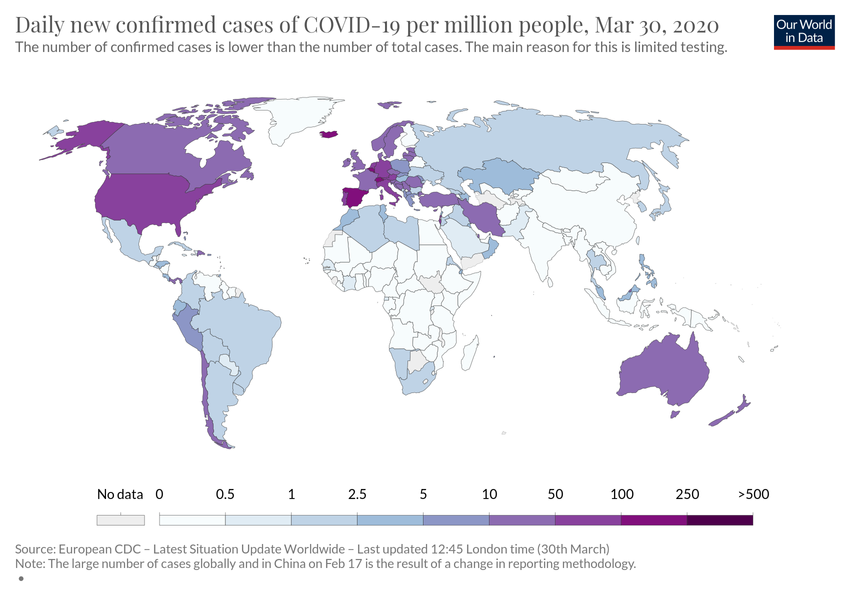 Daily new confirmed cases of COVID-19 per million people, Mar 30, 2020
The number of confirmed cases is lower than the number of total cases. The main reason for this is limited testing.
Our World
in Data
No data 0 0.5 1 2.5 5 10 50 100 250 >500
Source: European CDC – Latest Situation Update Worldwide – Last updated 12:45 London time (30th March)
Note: The large number of cases globally and in China on Feb 17 is the result of a change in reporting methodology.